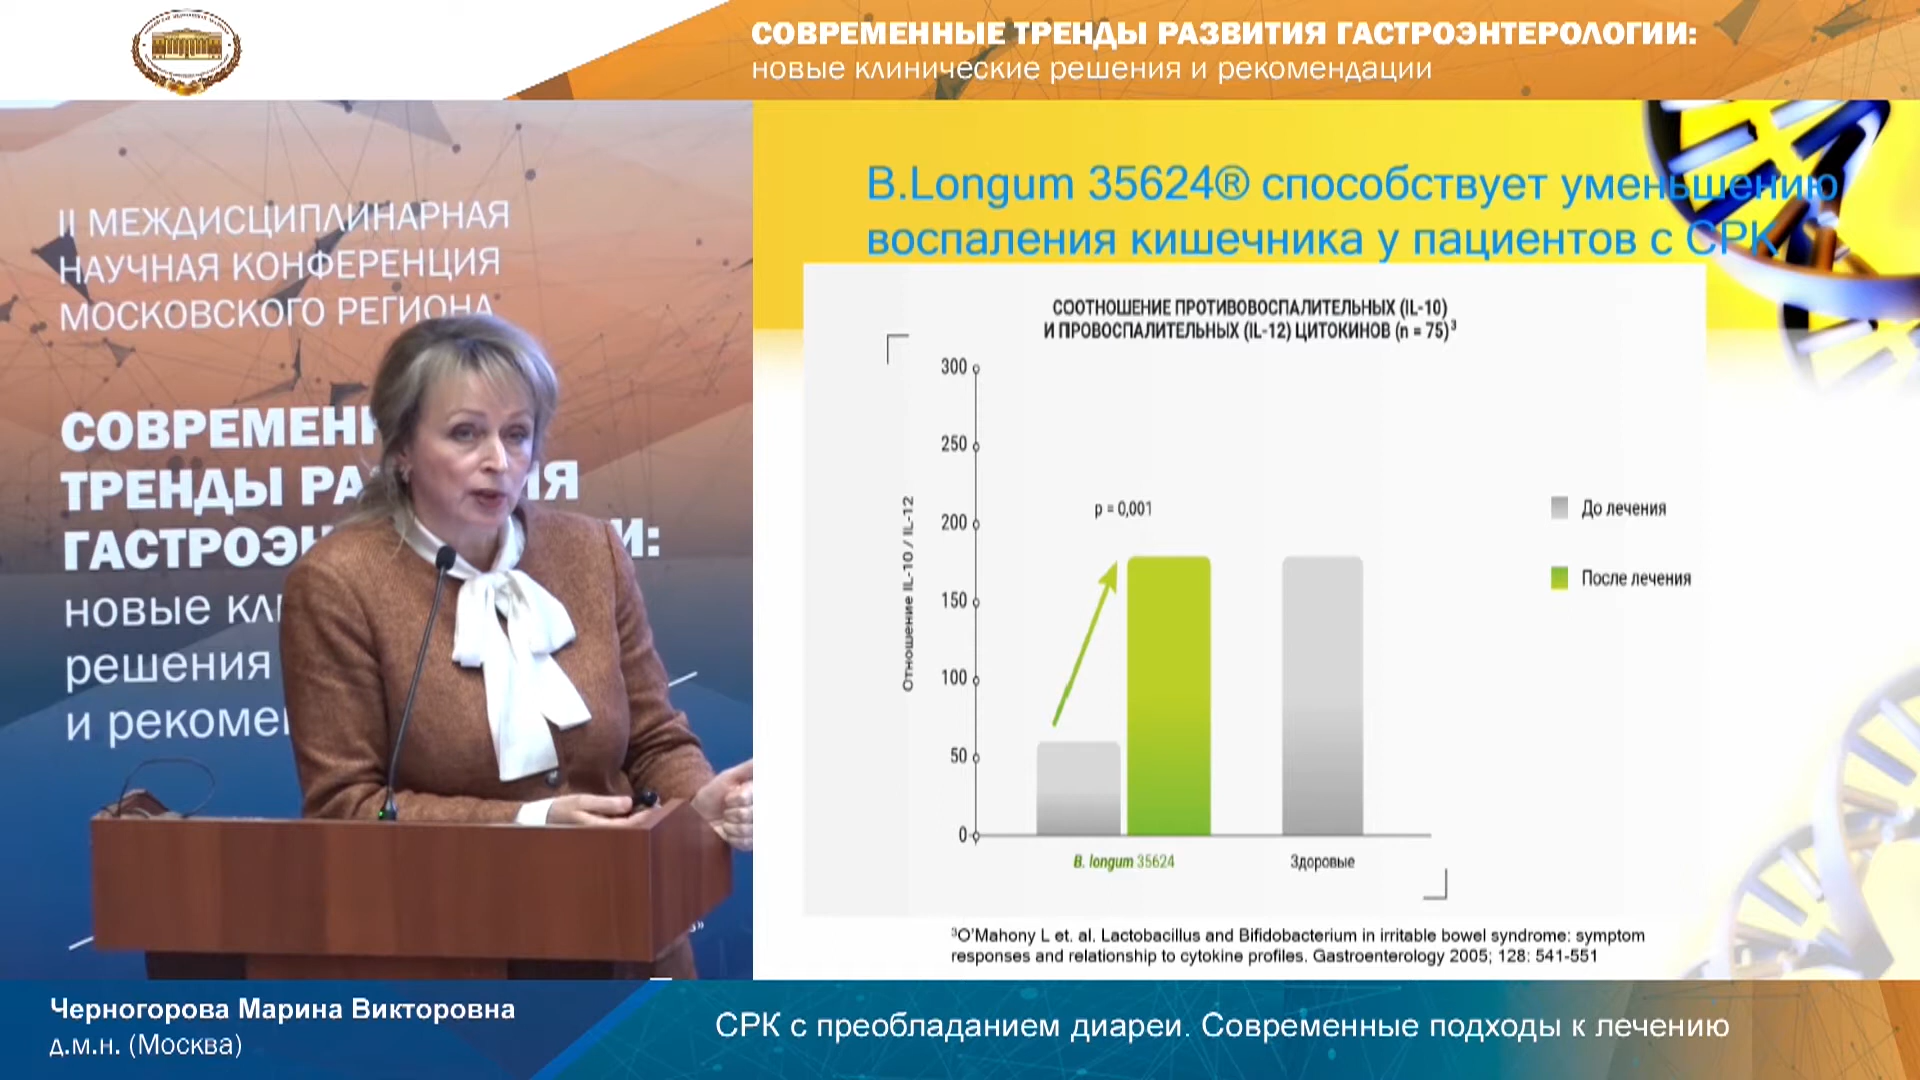 СОВРЕМЕННЫЕ ТРЕНДЫ РАЗВИТИЯ ГАСТРОЭНТЕРОЛОГИИ:
новые клинические решения и рекомендации
II МЕЖДИСЦИПЛИНАРНАЯ
НАУЧНАЯ КОНФЕРЕНЦИЯ
МОСКОВСКОГО РЕГИОНА
СОВРЕМЕН
ТРЕНДЫ РА ИЯ
ГАСТРОЭН И:
новые кл
решения
и рекоме
B.Longum 35624® способствует уменьшению
воспаления кишечника у пациентов с СРК
СООТНОШЕНИЕ ПРОТИВОВОСПАЛИТЕЛЬНЫХ (IL-10)
И ПРОВОСПАЛИТЕЛЬНЫХ (IL-12) ЦИТОКИНОВ (n = 75)³
Отношение IL-10 / IL-12
300
250
200
150
100
50
0
p = 0,001
До лечения
После лечения
B. longum 35624
Здоровые
³O'Mahony L et. al. Lactobacillus and Bifidobacterium in irritable bowel syndrome: symptom
responses and relationship to cytokine profiles. Gastroenterology 2005; 128: 541-551
Черногорова Марина Викторовна
д.м.н. (Москва)
СРК с преобладанием диареи. Современные подходы к лечению